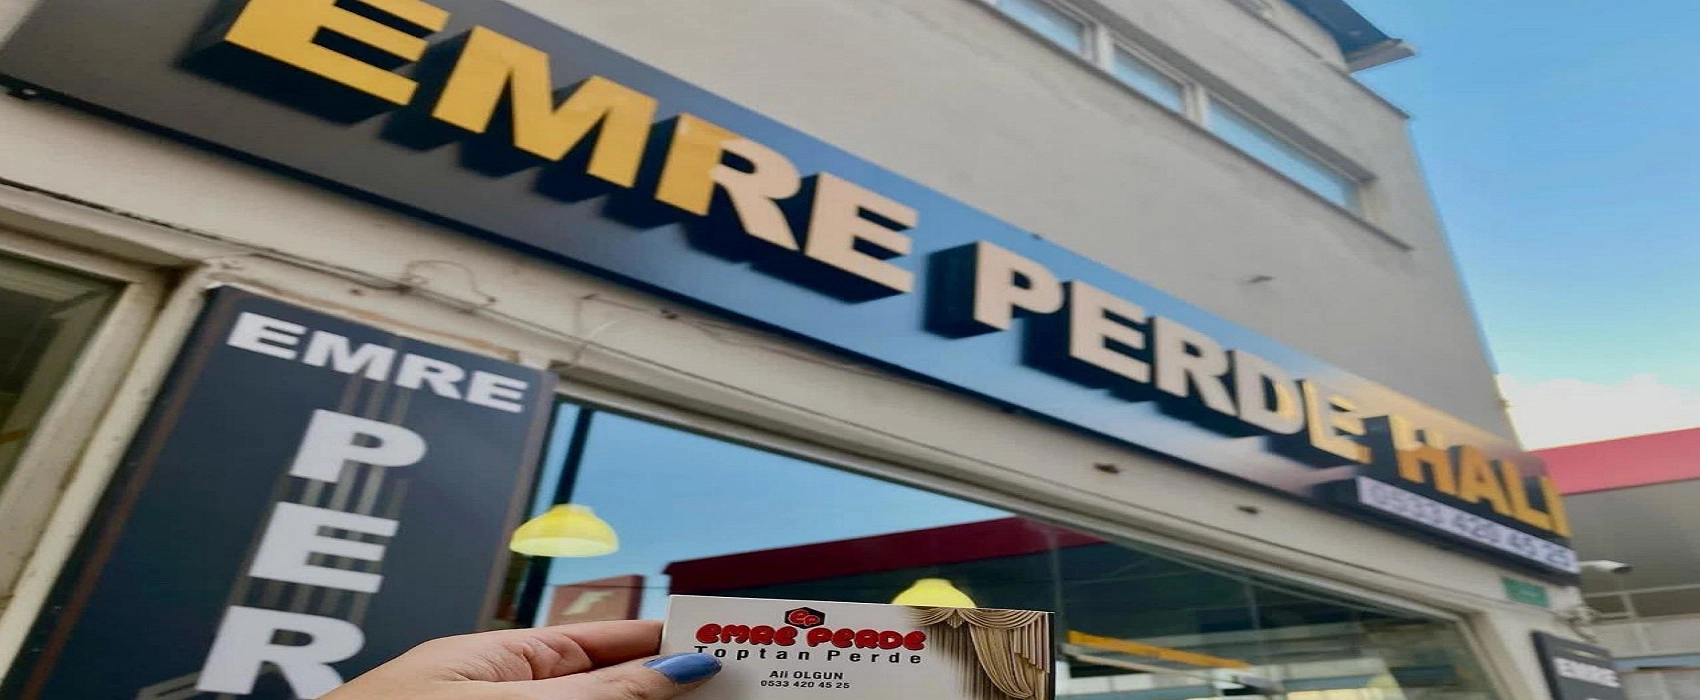 EMRE PERDE HALI
0533 420 45 25
EMRE
PER
EP
EMRE PERDE
Toptan Perde
Ali OLGUN
0533 420 45 25
EMRE